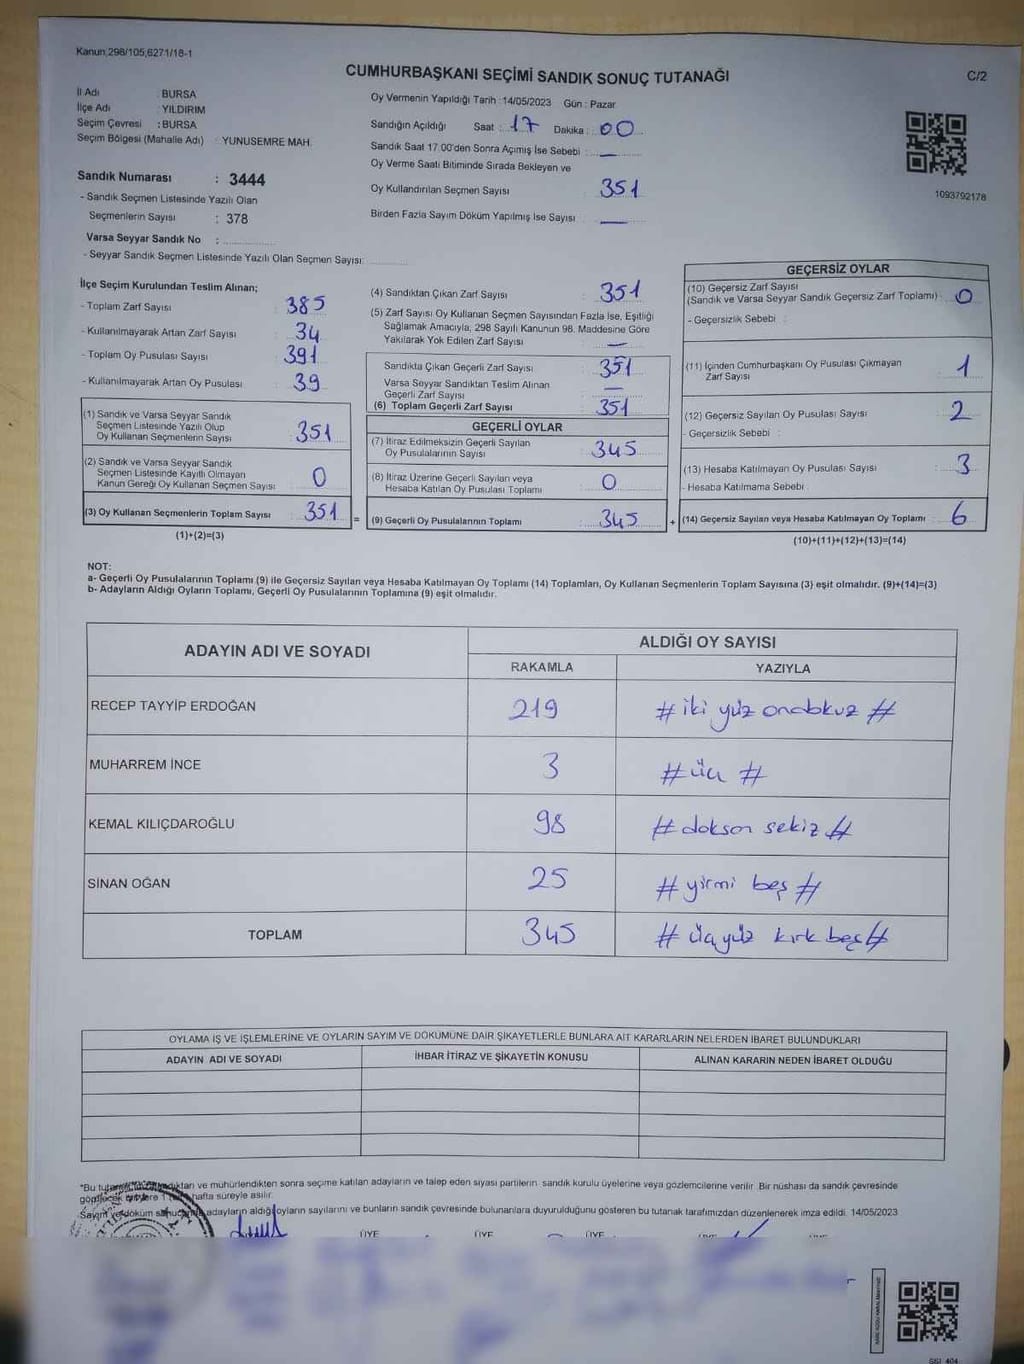 Kanun;298/105,6271/18-1
CUMHURBAŞKANI SEÇİMİ SANDIK SONUÇ TUTANAĞI
C/2
İl Adı : BURSA
İlçe Adı : YILDIRIM
Seçim Çevresi : BURSA
Seçim Bölgesi (Mahalle Adı) : YUNUSEMRE MAH.
Oy Vermenin Yapıldığı Tarih : 14/05/2023 Gün : Pazar
Sandığın Açıldığı Saat : 17 Dakika : 00
Sandık Saat 17.00'den Sonra Açımış İse Sebebi : —
Oy Verme Saati Bitiminde Sırada Bekleyen ve
Oy Kullandırılan Seçmen Sayısı 351
Birden Fazla Sayım Döküm Yapılmış İse Sayısı —
1093792178
Sandık Numarası : 3444
- Sandık Seçmen Listesinde Yazılı Olan
Seçmenlerin Sayısı : 378
Varsa Seyyar Sandık No :
- Seyyar Sandık Seçmen Listesinde Yazılı Olan Seçmen Sayısı:
İlçe Seçim Kurulundan Teslim Alınan;
- Toplam Zarf Sayısı 385
- Kullanılmayarak Artan Zarf Sayısı 34
- Toplam Oy Pusulası Sayısı 391
- Kullanılmayarak Artan Oy Pusulası 39
(1) Sandık ve Varsa Seyyar Sandık
Seçmen Listesinde Yazılı Olup
Oy Kullanan Seçmenlerin Sayısı 351
(2) Sandık ve Varsa Seyyar Sandık
Seçmen Listesinde Kayıtlı Olmayan
Kanun Gereği Oy Kullanan Seçmen Sayısı 0
(3) Oy Kullanan Seçmenlerin Toplam Sayısı 351 =
(1)+(2)=(3)
(4) Sandıktan Çıkan Zarf Sayısı 351
(5) Zarf Sayısı Oy Kullanan Seçmen Sayısından Fazla İse, Eşitliği
Sağlamak Amacıyla, 298 Sayılı Kanunun 98. Maddesine Göre
Yakılarak Yok Edilen Zarf Sayısı —
Sandıkta Çıkan Geçerli Zarf Sayısı 351
Varsa Seyyar Sandıktan Teslim Alınan
Geçerli Zarf Sayısı —
(6) Toplam Geçerli Zarf Sayısı 351
GEÇERLİ OYLAR
(7) İtiraz Edilmeksizin Geçerli Sayılan
Oy Pusulalarının Sayısı 345
(8) İtiraz Üzerine Geçerli Sayılan veya
Hesaba Katılan Oy Pusulası Toplamı 0
(9) Geçerli Oy Pusulalarının Toplamı 345 +
GEÇERSİZ OYLAR
(10) Geçersiz Zarf Sayısı
(Sandık ve Varsa Seyyar Sandık Geçersiz Zarf Toplamı) 0
- Geçersizlik Sebebi :
(11) İçinden Cumhurbaşkanı Oy Pusulası Çıkmayan
Zarf Sayısı 1
(12) Geçersiz Sayılan Oy Pusulası Sayısı : 2
- Geçersizlik Sebebi :
(13) Hesaba Katılmayan Oy Pusulası Sayısı : 3
- Hesaba Katılmama Sebebi :
(14) Geçersiz Sayılan veya Hesaba Katılmayan Oy Toplamı : 6
(10)+(11)+(12)+(13)=(14)
NOT:
a- Geçerli Oy Pusulalarının Toplamı (9) ile Geçersiz Sayılan veya Hesaba Katılmayan Oy Toplamı (14) Toplamları, Oy Kullanan Seçmenlerin Toplam Sayısına (3) eşit olmalıdır. (9)+(14)=(3)
b- Adayların Aldığı Oyların Toplamı, Geçerli Oy Pusulalarının Toplamına (9) eşit olmalıdır.
ADAYIN ADI VE SOYADI ALDIĞI OY SAYISI
RAKAMLA YAZIYLA
RECEP TAYYİP ERDOĞAN 219 # iki yüz ondokuz #
MUHARREM İNCE 3 # üç #
KEMAL KILIÇDAROĞLU 98 # dokson sekiz #
SİNAN OĞAN 25 # yirmi beş #
TOPLAM 345 # üçyüz kırk beş #
OYLAMA İŞ VE İŞLEMLERİNE VE OYLARIN SAYIM VE DÖKÜMÜNE DAİR ŞİKAYETLERLE BUNLARA AİT KARARLARIN NELERDEN İBARET BULUNDUKLARI
ADAYIN ADI VE SOYADI İHBAR İTİRAZ VE ŞİKAYETİN KONUSU ALINAN KARARIN NEDEN İBARET OLDUĞU
*Bu ve mühürlendikten sonra seçime katılan adayların ve talep eden siyasi partilerin sandık kurulu üyelerine veya gözlemcilerine verilir. Bir nüshası da sandık çevresinde
hafta süreyle asılır.
Sayım adayların aldığı oyların sayılarını ve bunların sandık çevresinde bulunanlara duyurulduğunu gösteren bu tutanak tarafımızdan düzenlenerek imza edildi. 14/05/2023
ÜYE ÜYE ÜYE